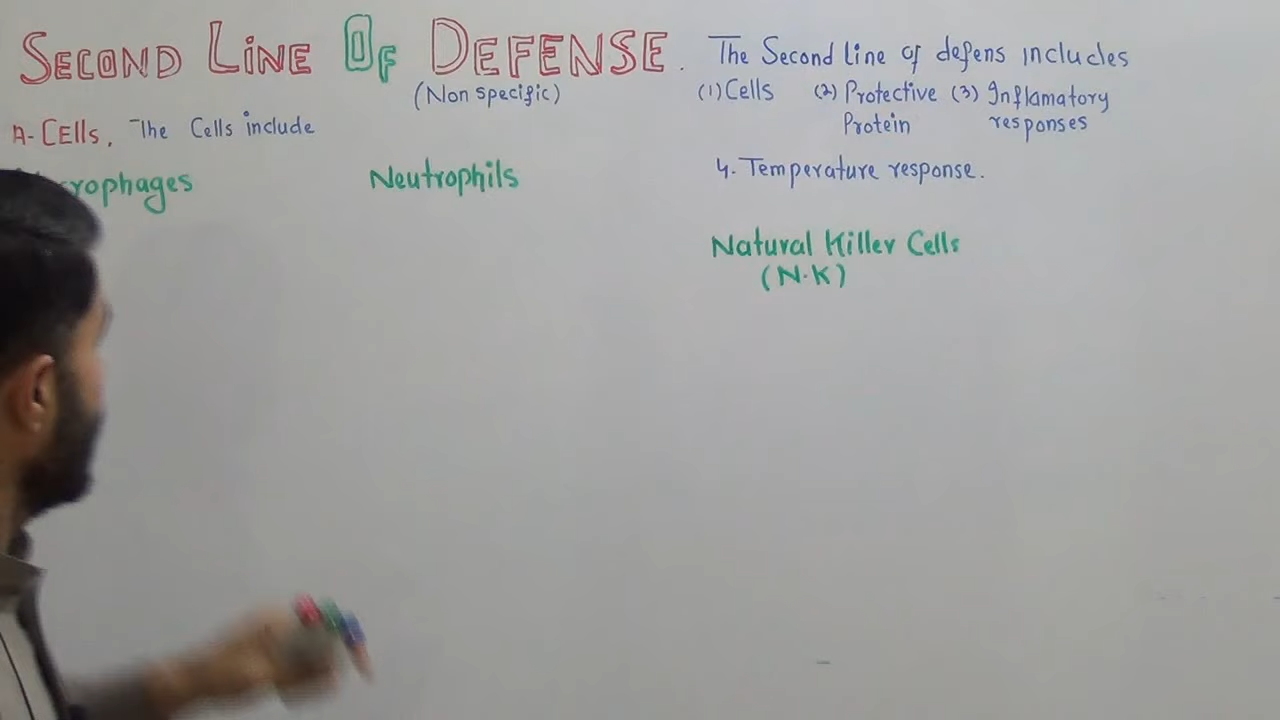 SECOND LiNE OF DEFENSE.
(Non specific)
A- CEllS, The Cells include
Neutrophils
The Second line of defens includes
(1) Cells (2) Protective (3) Inflamatory
Protein responses
4. Temperature response.
Natural Killer Cells
(N.K)